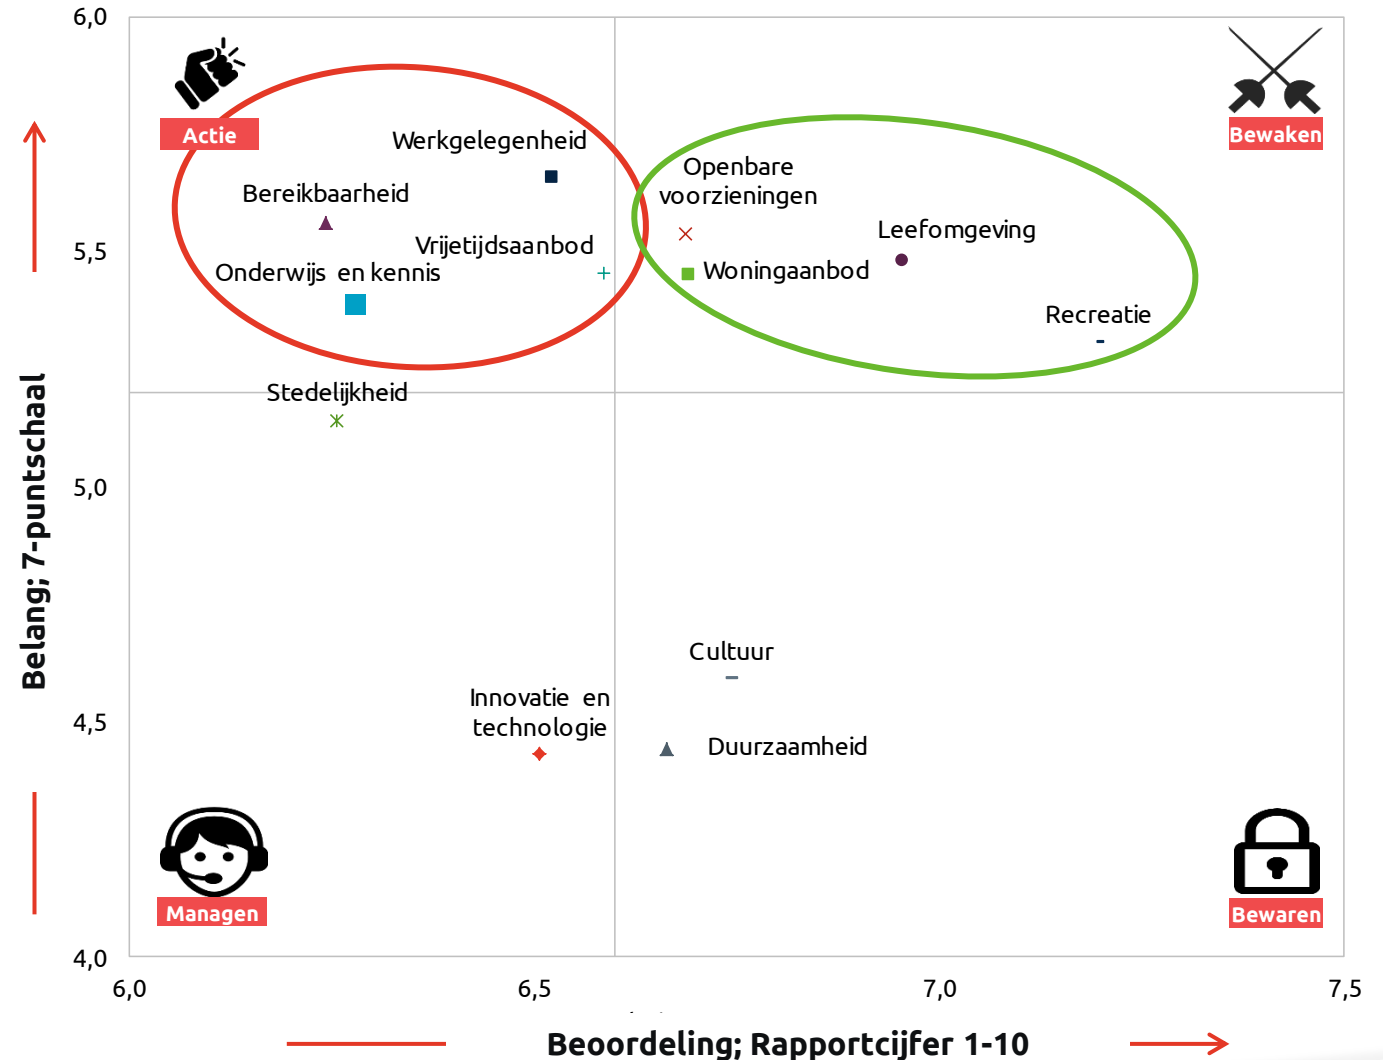 6,0
Actie
Bewaken
Werkgelegenheid
Openbare
voorzieningen
Bereikbaarheid
Leefomgeving
Vrijetijdsaanbod
5,5
Onderwijs en kennis
Woningaanbod
Recreatie
Stedelijkheid
Belang; 7-puntschaal
5,0
Cultuur
Innovatie en
technologie
4,5
Duurzaamheid
Managen
Bewaren
4,0
6,0
6,5
7,0
7,5
Beoordeling; Rapportcijfer 1-10